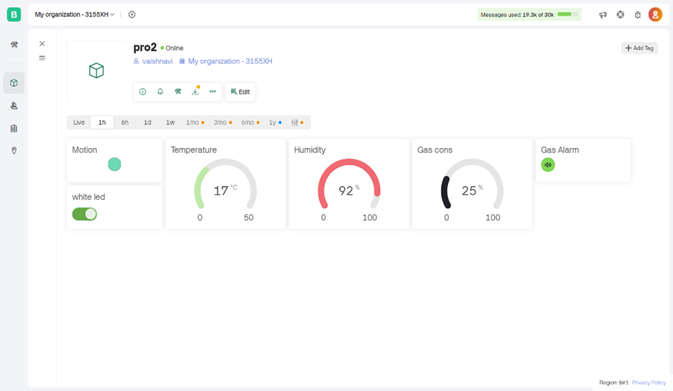 B
My organization - 3155XH
Messages used: 19.3k of 30k
pro2 Online
vaishnavi My organization - 3155XH
Add Tag
Edit
Live 1h 6h 1d 1w 1mo 3mo 6mo 1y
Motion
white led
Temperature
17 °C
0 50
Humidity
92 %
0 100
Gas cons
25 %
0 100
Gas Alarm
Region: blr1 Privacy Policy